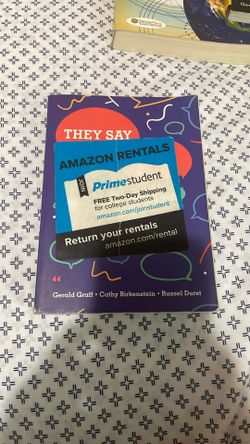 THEY SAY
AMAZON RENTALS
Prime student
FREE Two-Day Shipping
for college students
amazon.com/joinstudent
Return your rentals
amazon.com/rental
“
Gerald Graff • Cathy Birkenstein • Russel Durst